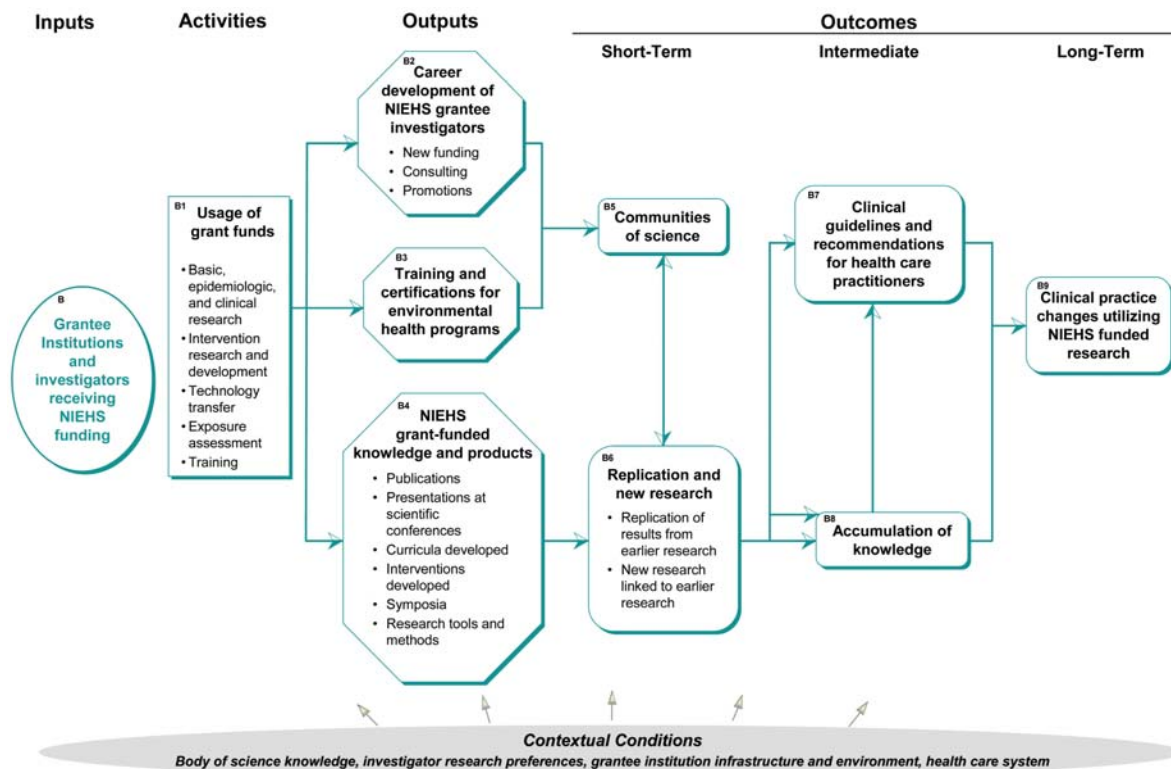 Inputs
Activities
Outputs
Outcomes
Short-Term
Intermediate
Long-Term
B
Grantee
Institutions
and
investigators
receiving
NIEHS
funding
B1
Usage of
grant funds
• Basic,
epidemiologic,
and clinical
research
• Intervention
research and
development
• Technology
transfer
• Exposure
assessment
• Training
B2
Career
development of
NIEHS grantee
investigators
• New funding
• Consulting
• Promotions
B3
Training and
certifications for
environmental
health programs
B4
NIEHS
grant-funded
knowledge and products
• Publications
• Presentations at
scientific
conferences
• Curricula developed
• Interventions
developed
• Symposia
• Research tools and
methods
B5
Communities
of science
B6
Replication and
new research
• Replication of
results from
earlier research
• New research
linked to earlier
research
B7
Clinical
guidelines and
recommendations
for health care
practitioners
B8
Accumulation of
knowledge
B9
Clinical practice
changes utilizing
NIEHS funded
research
Contextual Conditions
Body of science knowledge, investigator research preferences, grantee institution infrastructure and environment, health care system